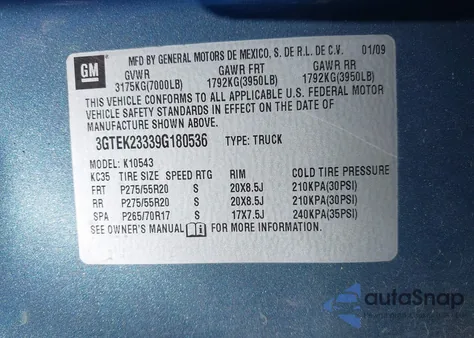 GM
MFD BY GENERAL MOTORS DE MEXICO, S. DE R.L. DE C.V. 01/09
GVWR GAWR FRT GAWR RR
3175KG(7000LB) 1792KG(3950LB) 1792KG(3950LB)
THIS VEHICLE CONFORMS TO ALL APPLICABLE U.S. FEDERAL MOTOR
VEHICLE SAFETY STANDARDS IN EFFECT ON THE DATE OF
MANUFACTURE SHOWN ABOVE.
3GTEK23339G180536 TYPE: TRUCK
MODEL: K10543
KC35 TIRE SIZE SPEED RTG RIM COLD TIRE PRESSURE
FRT P275/55R20 S 20X8.5J 210KPA(30PSI)
RR P275/55R20 S 20X8.5J 210KPA(30PSI)
SPA P265/70R17 S 17X7.5J 240KPA(35PSI)
SEE OWNER'S MANUAL FOR MORE INFORMATION.
autoSnap